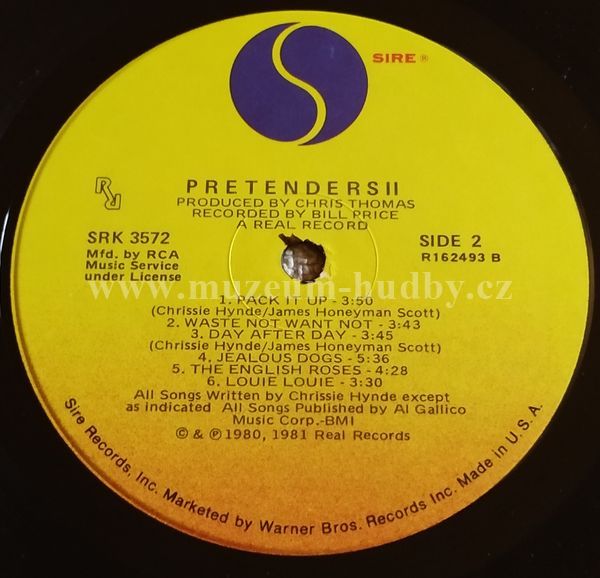 SIRE ®
PRETENDERS II
PRODUCED BY CHRIS THOMAS
RECORDED BY BILL PRICE
A REAL RECORD
SRK 3572
Mfd. by RCA
Music Service
under License
SIDE 2
R162493 B
www.muzeum-hudby.cz
1. PACK IT UP - 3:50
(Chrissie Hynde/James Honeyman Scott)
2. WASTE NOT WANT NOT - 3:43
3. DAY AFTER DAY - 3:45
(Chrissie Hynde/James Honeyman Scott)
4. JEALOUS DOGS - 5:36
5. THE ENGLISH ROSES - 4:28
6. LOUIE LOUIE - 3:30
All Songs Written by Chrissie Hynde except
as indicated All Songs Published by Al Gallico
Music Corp.-BMI
© & ℗ 1980, 1981 Real Records
Sire Records, Inc. Marketed by Warner Bros. Records Inc. Made in U.S.A.